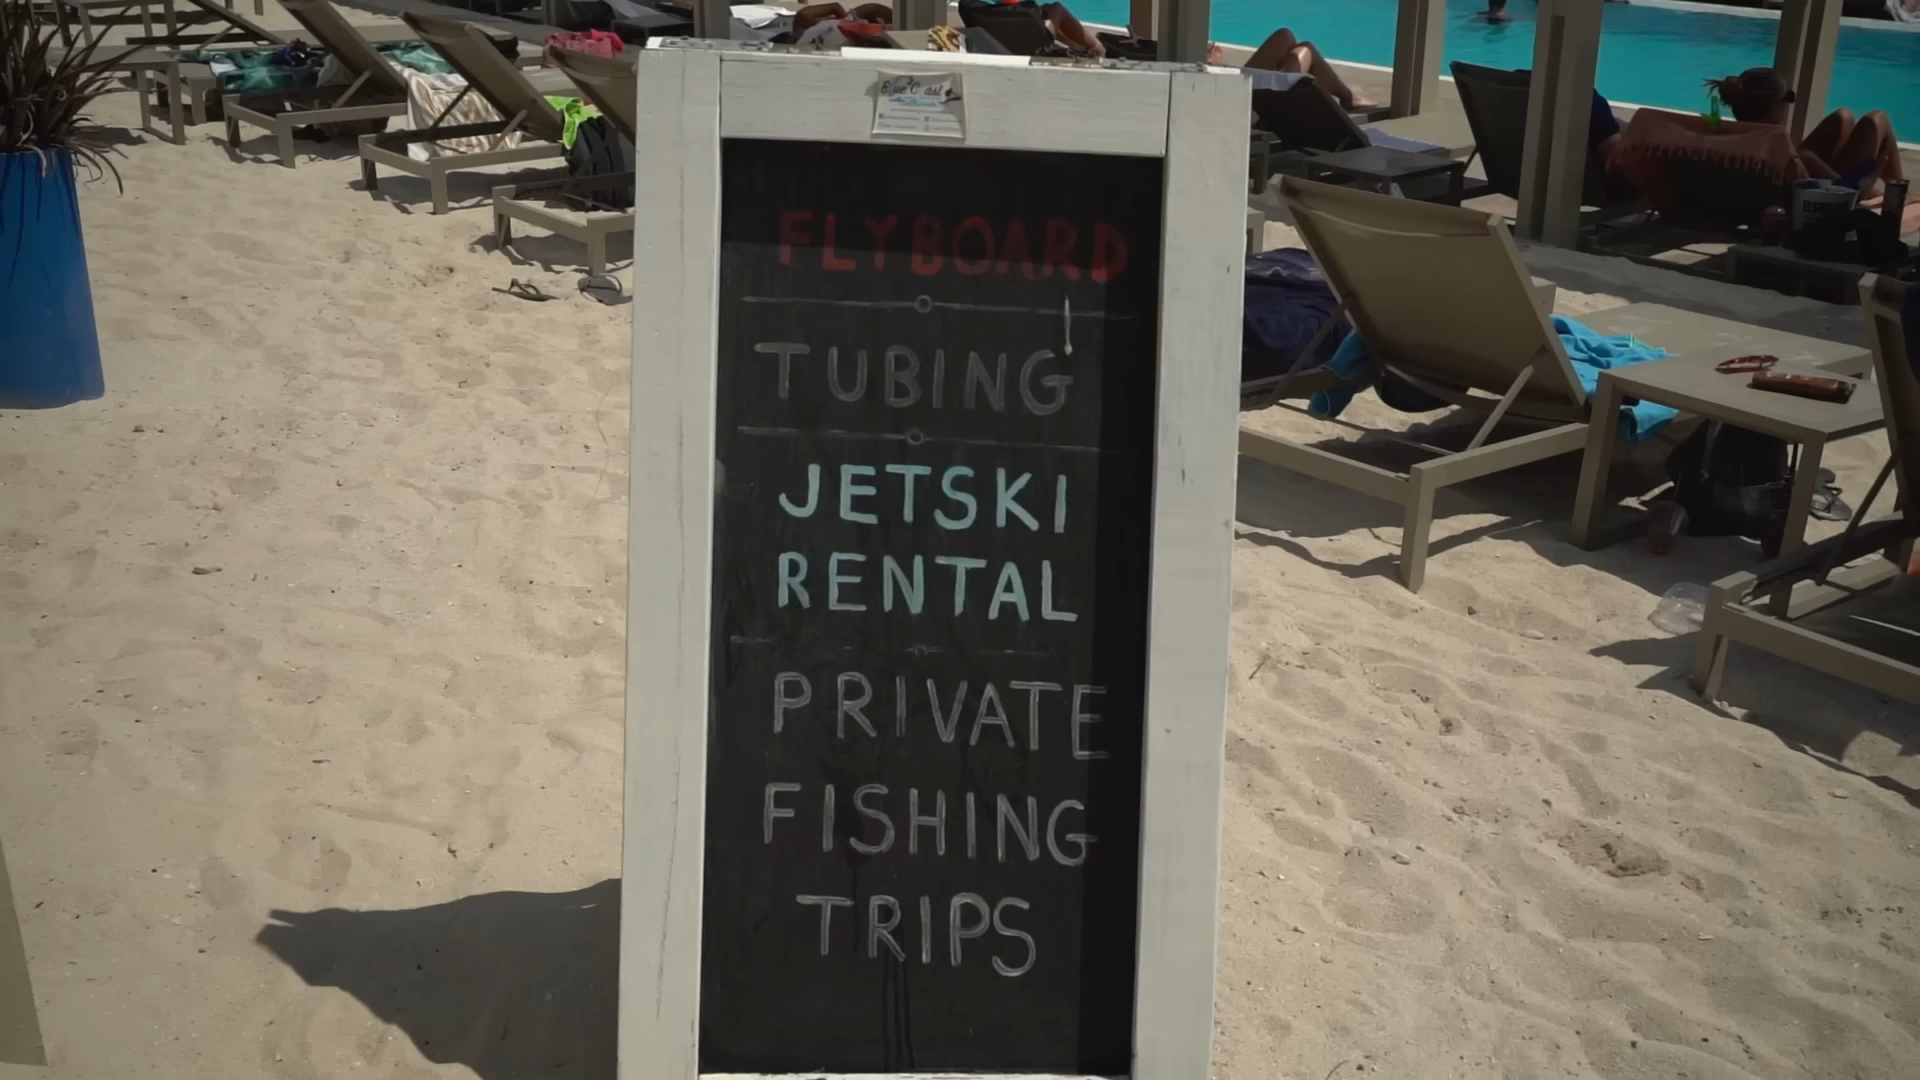 FLYBOARD
TUBING
JETSKI
RENTAL
PRIVATE
FISHING
TRIPS